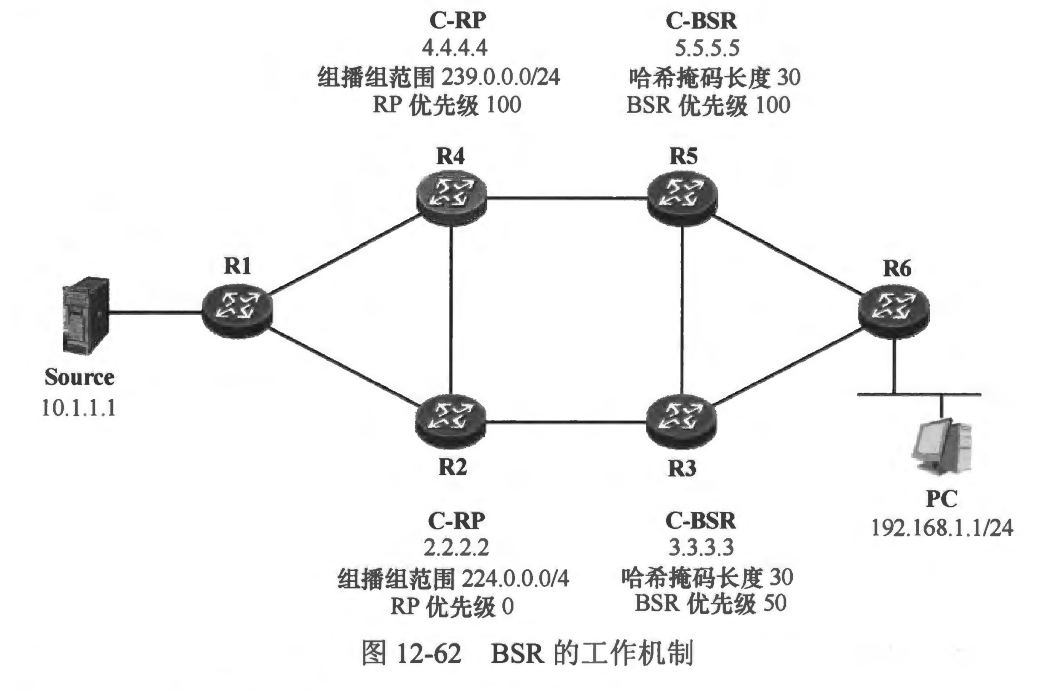 C-RP
4.4.4.4
组播组范围 239.0.0.0/24
RP 优先级 100
C-BSR
5.5.5.5
哈希掩码长度 30
BSR 优先级 100
R4
R5
R1
R6
Source
10.1.1.1
R2
R3
PC
192.168.1.1/24
C-RP
2.2.2.2
组播组范围 224.0.0.0/4
RP 优先级 0
C-BSR
3.3.3.3
哈希掩码长度 30
BSR 优先级 50
图 12-62 BSR 的工作机制